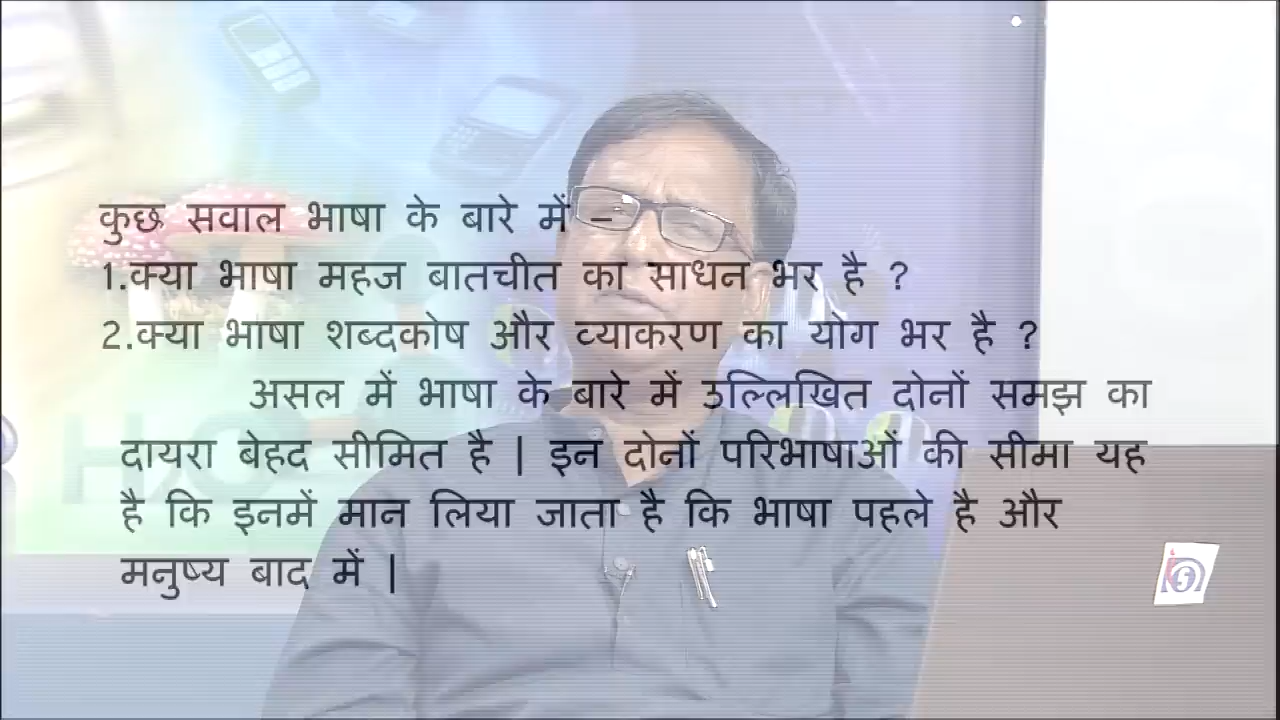 कुछ सवाल भाषा के बारे में –
1.क्या भाषा महज बातचीत का साधन भर है ?
2.क्या भाषा शब्दकोष और व्याकरण का योग भर है ?
असल में भाषा के बारे में उल्लिखित दोनों समझ का
दायरा बेहद सीमित है | इन दोनों परिभाषाओं की सीमा यह
है कि इनमें मान लिया जाता है कि भाषा पहले है और
मनुष्य बाद में |